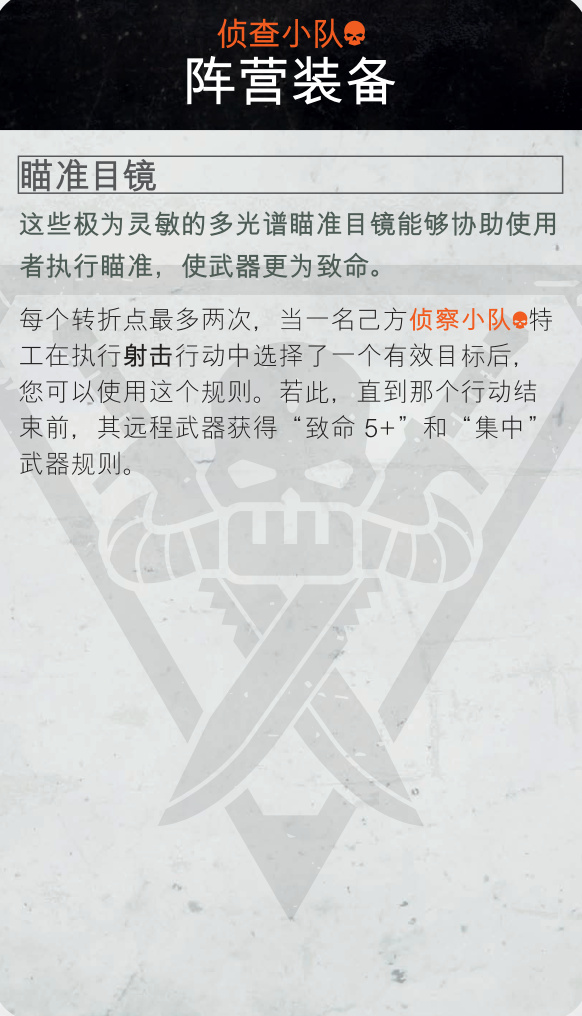 侦查小队
阵营装备
瞄准目镜
这些极为灵敏的多光谱瞄准目镜能够协助使用
者执行瞄准，使武器更为致命。
每个转折点最多两次，当一名己方侦察小队特
工在执行射击行动中选择了一个有效目标后，
您可以使用这个规则。若此，直到那个行动结
束前，其远程武器获得“致命 5+”和“集中”
武器规则。